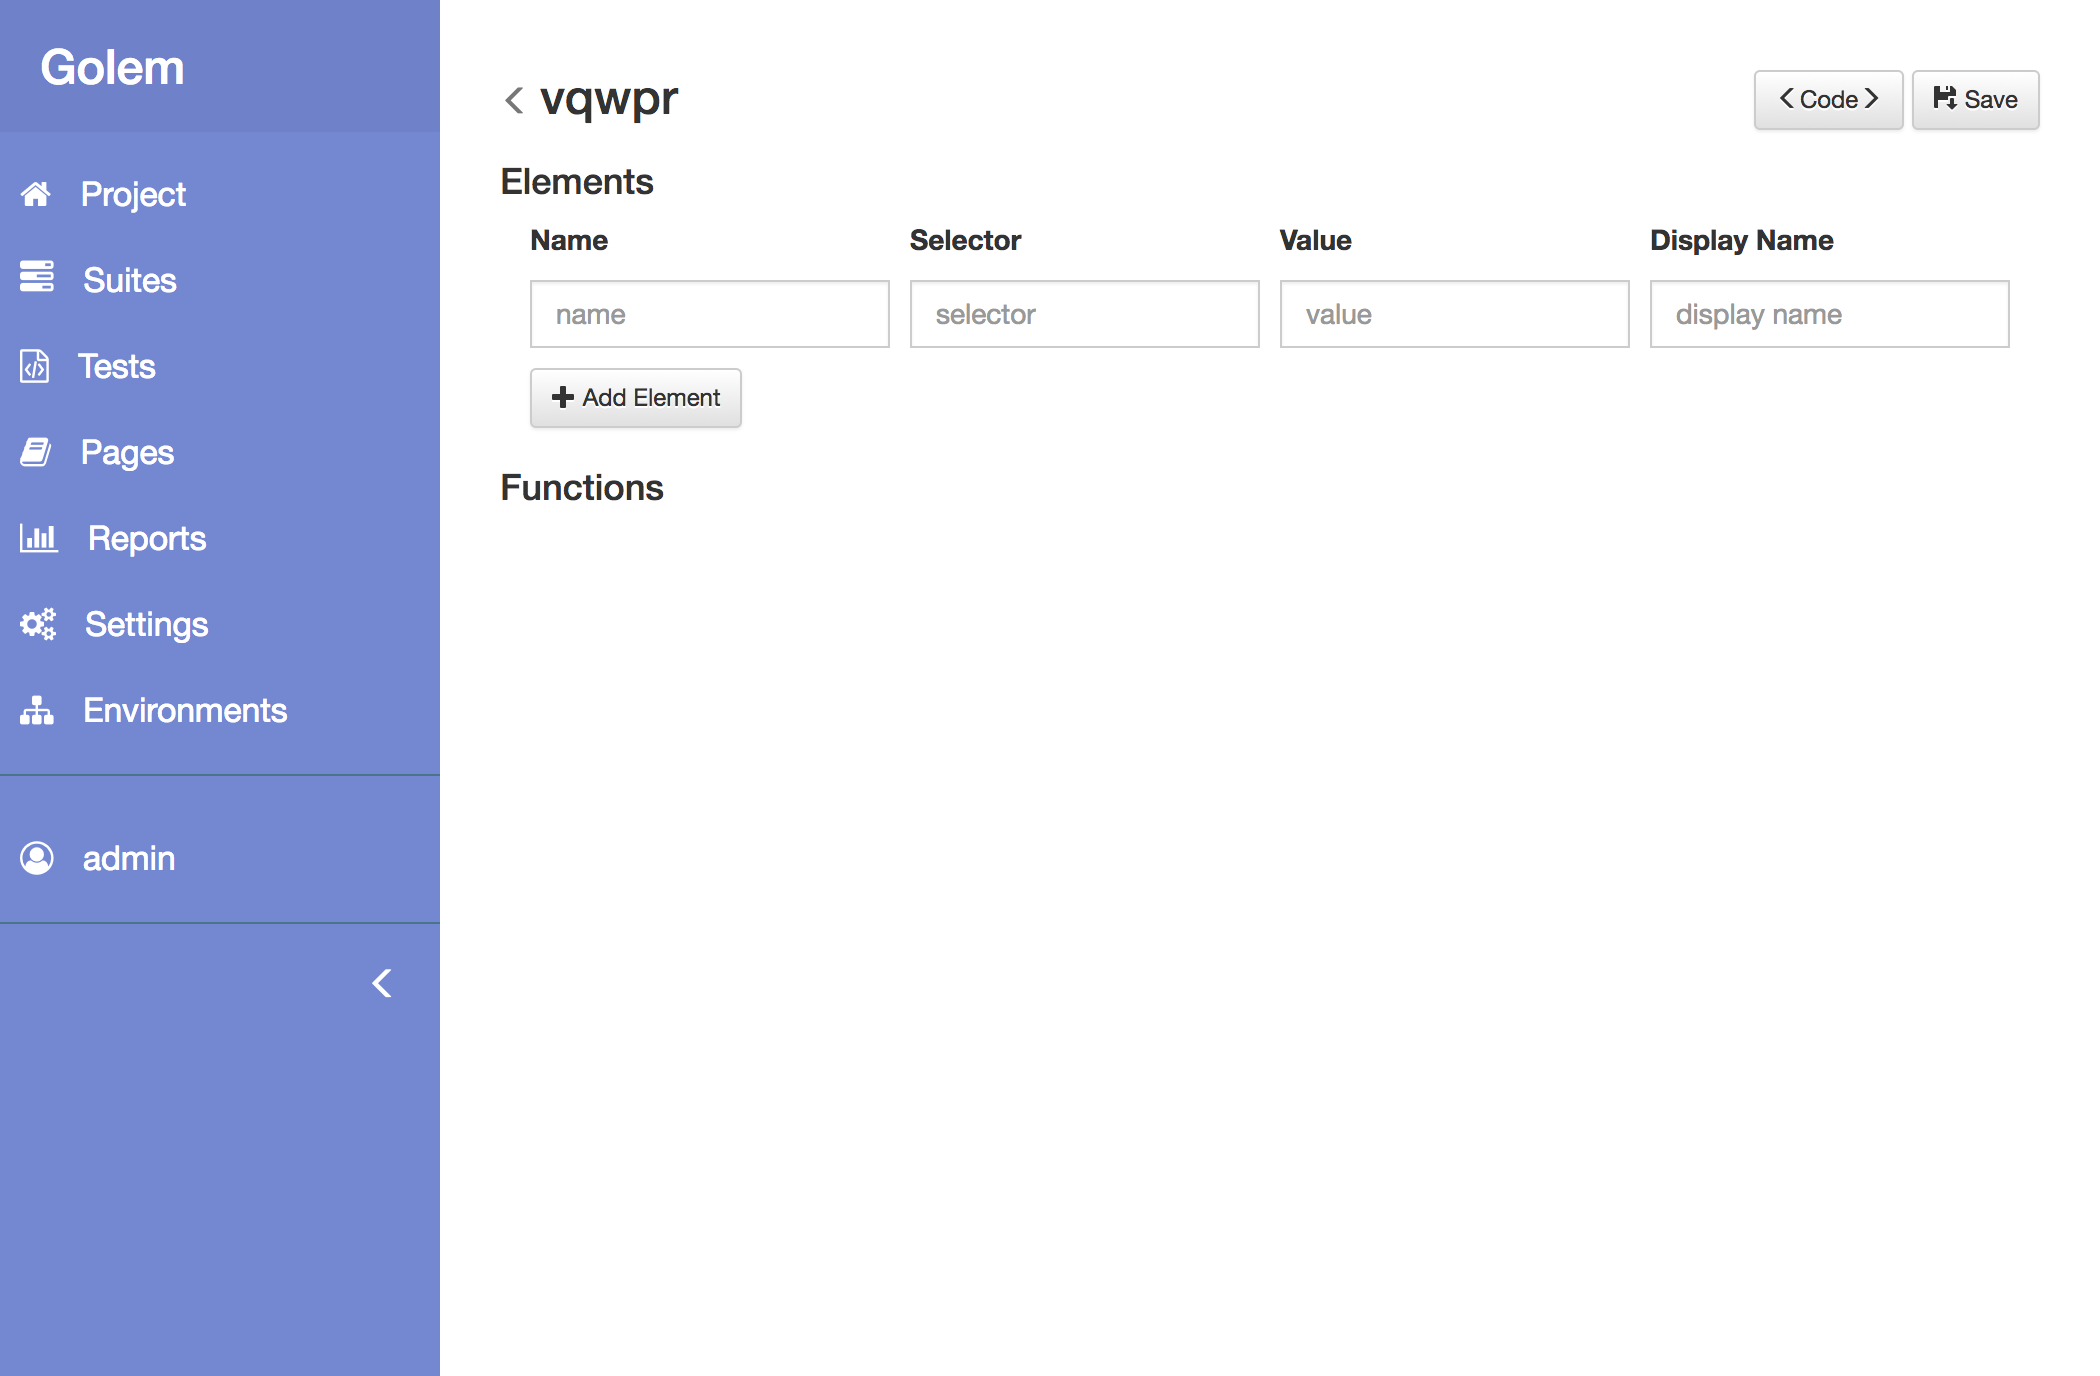 Golem
Project
Suites
Tests
Pages
Reports
Settings
Environments
admin
vqwpr
Code
Save
Elements
Name Selector Value Display Name
name selector value display name
Add Element
Functions